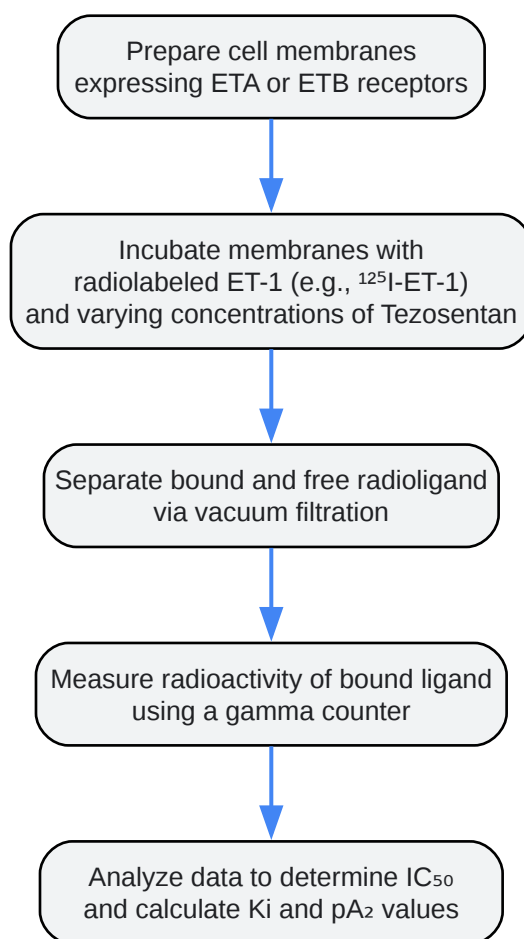 Prepare cell membranes
expressing ETA or ETB receptors
Incubate membranes with
radiolabeled ET-1 (e.g., ¹²⁵I-ET-1)
and varying concentrations of Tezosentan
Separate bound and free radioligand
via vacuum filtration
Measure radioactivity of bound ligand
using a gamma counter
Analyze data to determine IC₅₀
and calculate Ki and pA₂ values